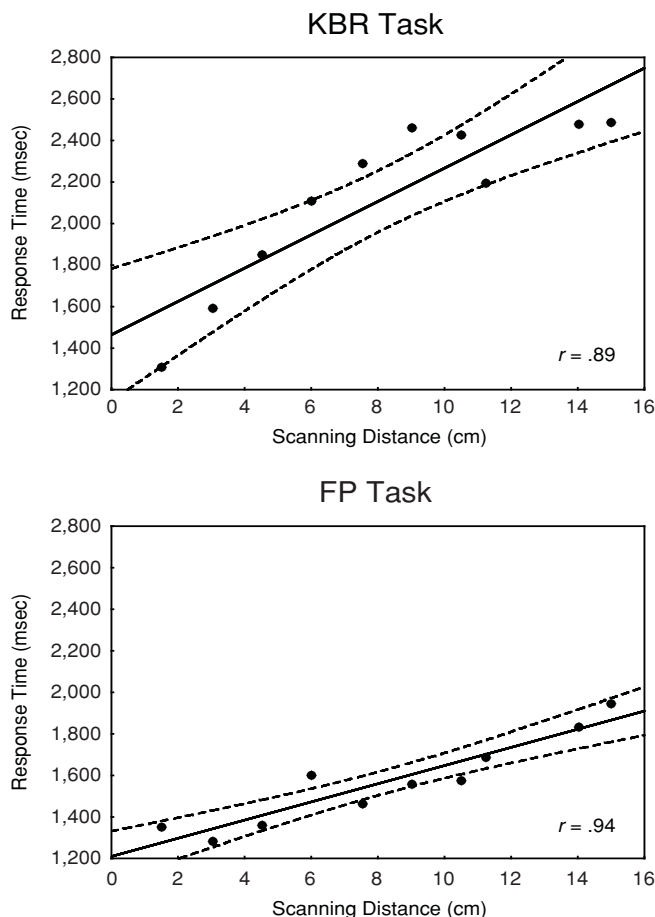 KBR Task
2,800
2,600
2,400
2,200
2,000
1,800
1,600
1,400
1,200
Response Time (msec)
r = .89
0 2 4 6 8 10 12 14 16
Scanning Distance (cm)
FP Task
2,800
2,600
2,400
2,200
2,000
1,800
1,600
1,400
1,200
Response Time (msec)
r = .94
0 2 4 6 8 10 12 14 16
Scanning Distance (cm)